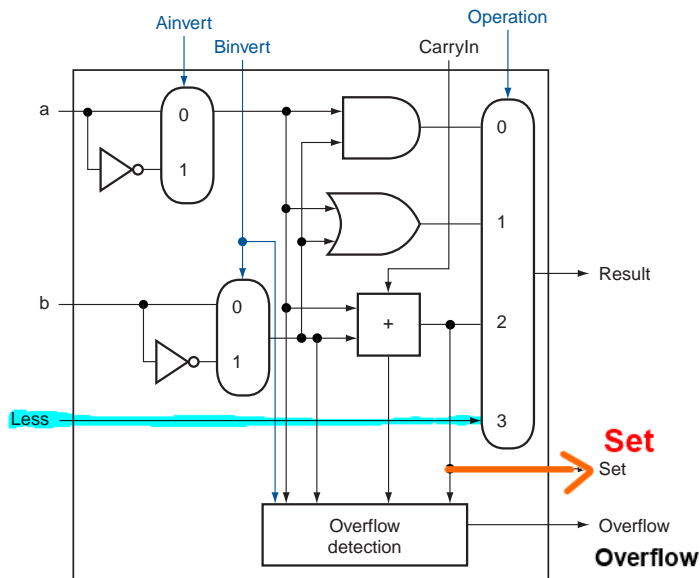 Operation
Ainvert
Binvert
CarryIn
a
0
1
0
1
Result
b
0
1
+
2
Less
3
Set
Set
Overflow
detection
Overflow
Overflow